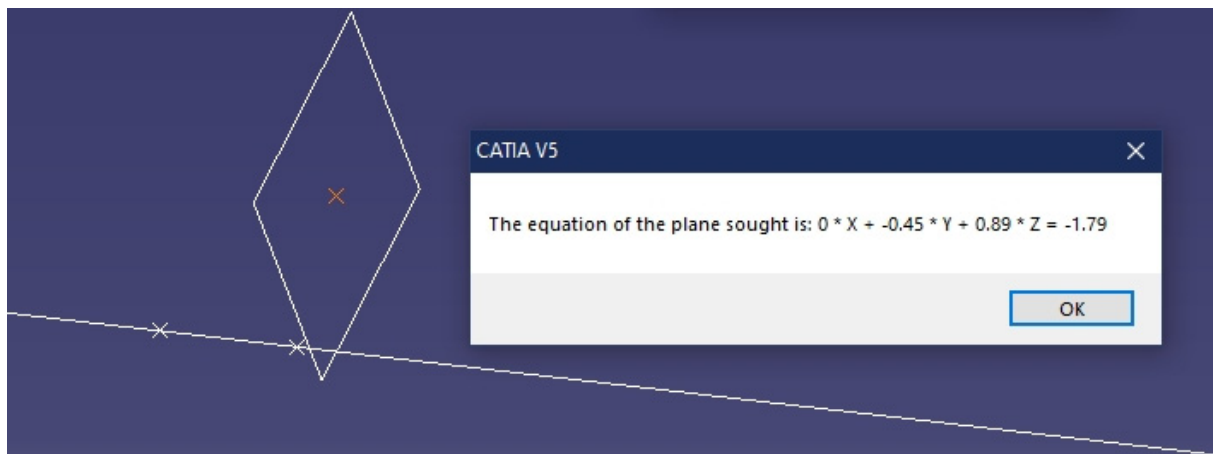 CATIA V5
The equation of the plane sought is: 0 * X + -0.45 * Y + 0.89 * Z = -1.79
OK